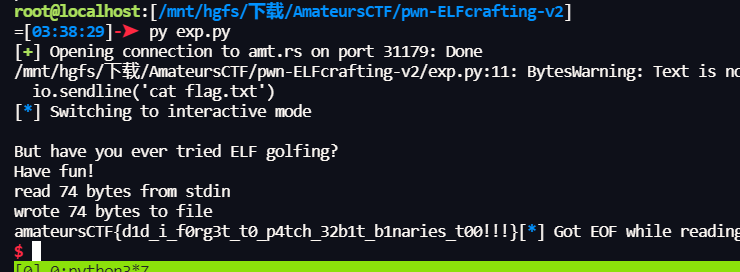 root@localhost:[/mnt/hgfs/下载/AmateursCTF/pwn-ELFcrafting-v2]
=[03:38:29]-➤ py exp.py
[+] Opening connection to amt.rs on port 31179: Done
/mnt/hgfs/下载/AmateursCTF/pwn-ELFcrafting-v2/exp.py:11: BytesWarning: Text is no
io.sendline('cat flag.txt')
[*] Switching to interactive mode
But have you ever tried ELF golfing?
Have fun!
read 74 bytes from stdin
wrote 74 bytes to file
amateursCTF{d1d_i_f0rg3t_t0_p4tch_32b1t_b1naries_t00!!!}[*] Got EOF while reading
$